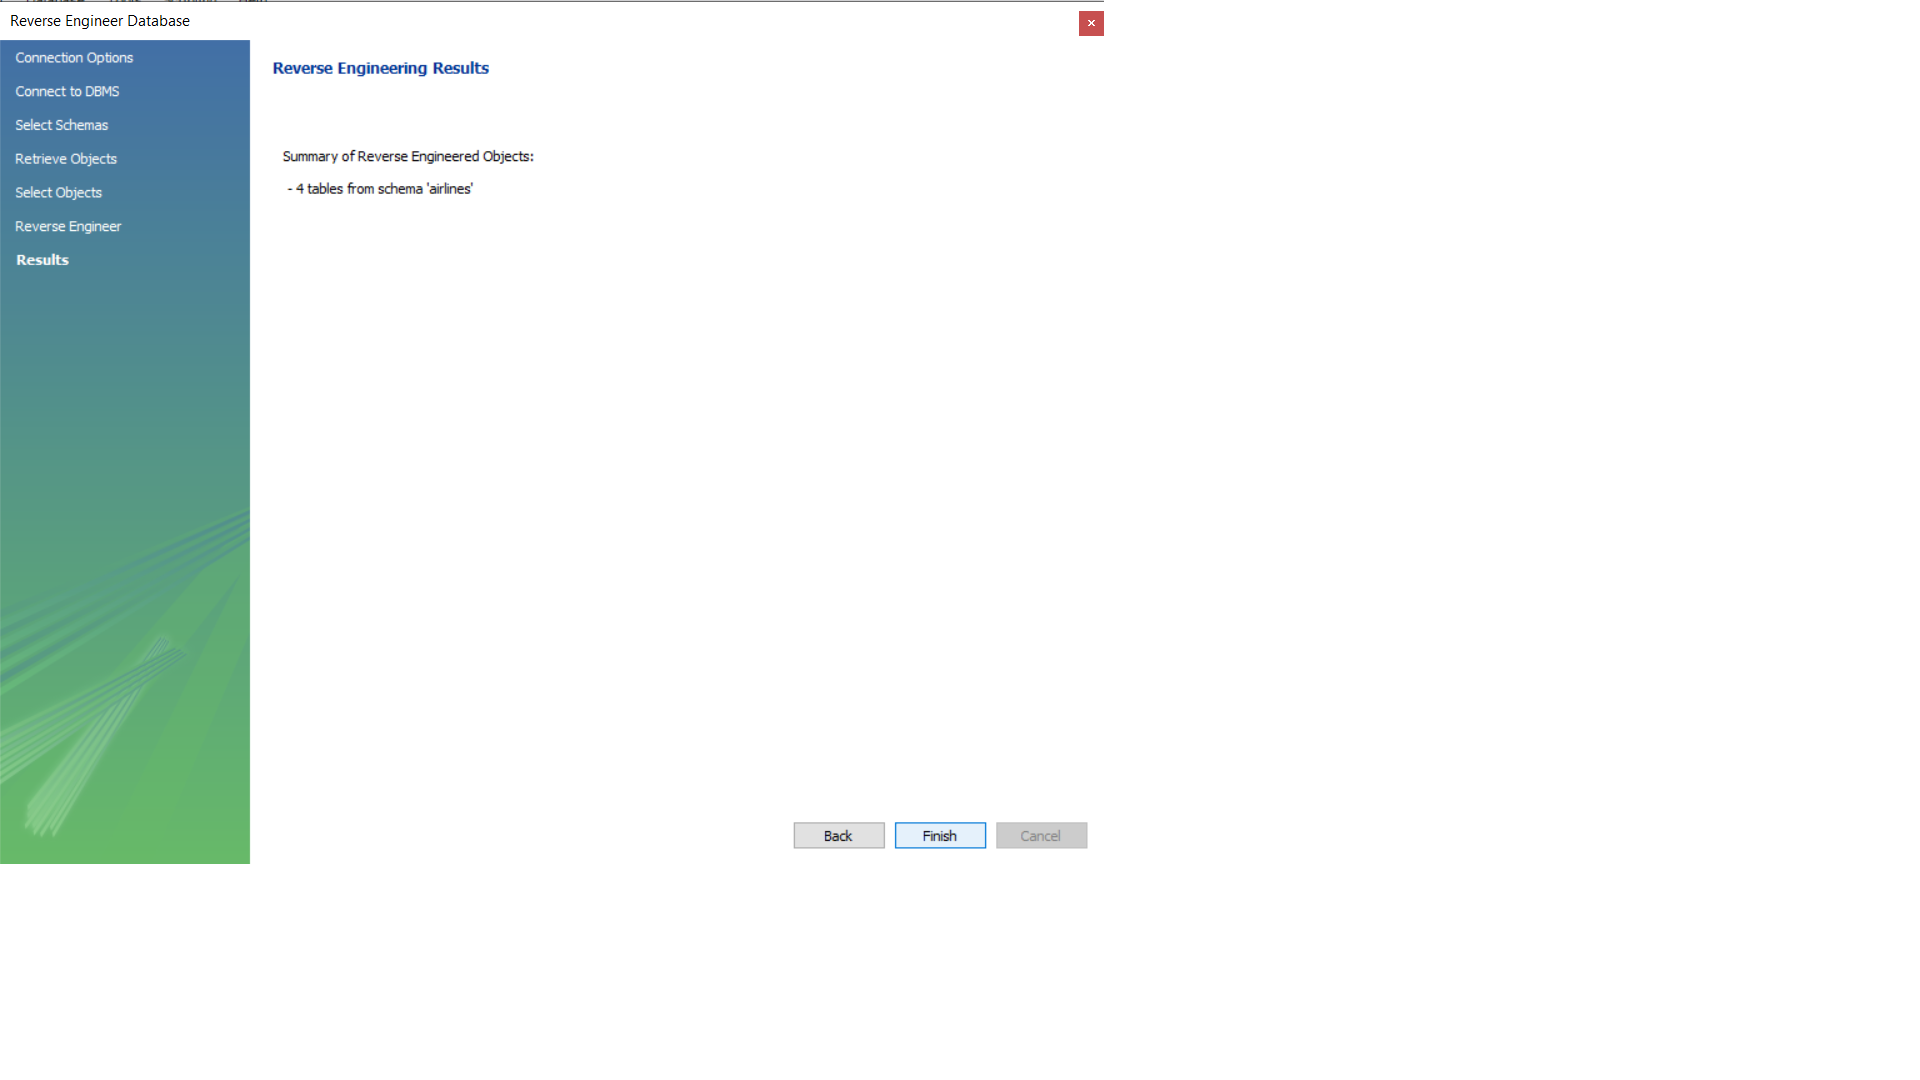 Reverse Engineer Database
Connection Options
Connect to DBMS
Select Schemas
Retrieve Objects
Select Objects
Reverse Engineer
Results
Reverse Engineering Results
Summary of Reverse Engineered Objects:
- 4 tables from schema 'airlines'
Back
Finish
Cancel